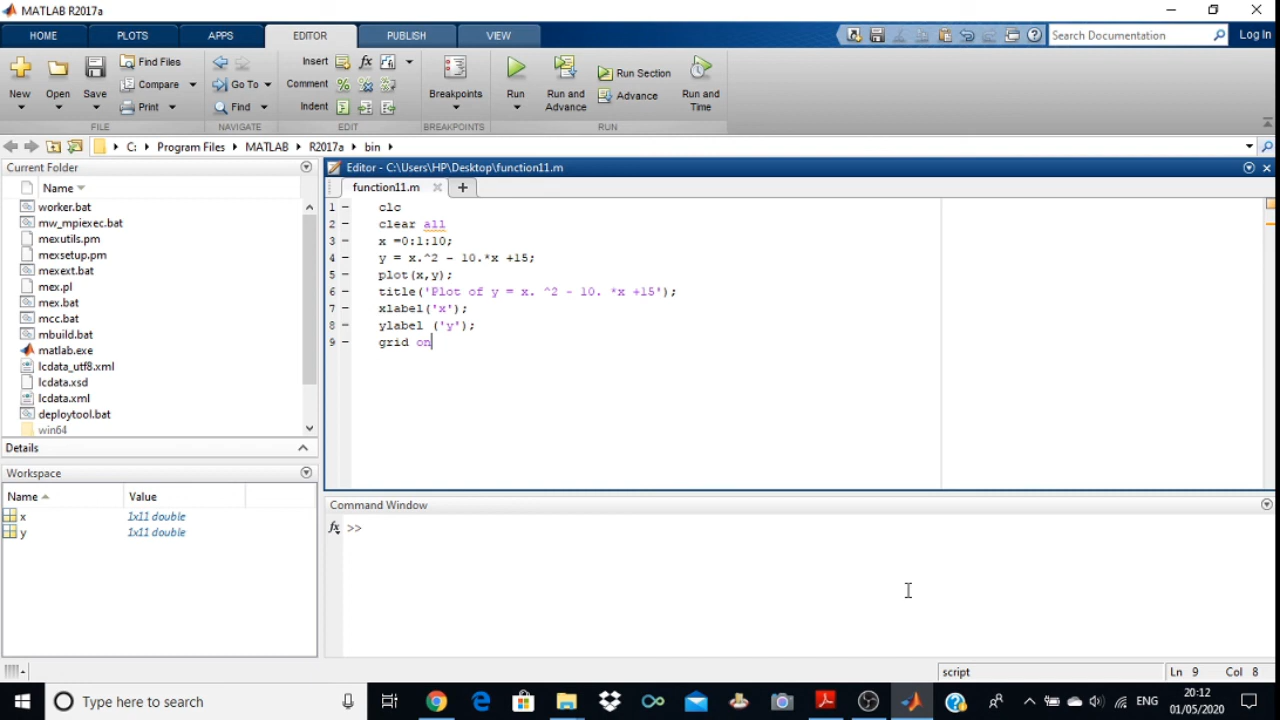 MATLAB R2017a
HOME PLOTS APPS EDITOR PUBLISH VIEW Search Documentation Log In
New Open Save Find Files Compare Print
Go To Find
Insert fx
Comment %
Indent
Breakpoints Run Run and Advance Run Section Advance Run and Time
FILE NAVIGATE EDIT BREAKPOINTS RUN
C: Program Files MATLAB R2017a bin
Current Folder
Name
worker.bat
mw_mpiexec.bat
mexutils.pm
mexsetup.pm
mexext.bat
mex.pl
mex.bat
mcc.bat
mbuild.bat
matlab.exe
lcdata_utf8.xml
lcdata.xsd
lcdata.xml
deploytool.bat
win64
Details
Workspace
Name Value
x 1x11 double
y 1x11 double
Editor - C:\Users\HP\Desktop\function11.m
function11.m
1 - clc
2 - clear all
3 - x =0:1:10;
4 - y = x.^2 - 10.*x +15;
5 - plot(x,y);
6 - title('Plot of y = x. ^2 - 10. *x +15');
7 - xlabel('x');
8 - ylabel ('y');
9 - grid on
Command Window
fx >>
script Ln 9 Col 8
Type here to search
ENG 20:12
01/05/2020